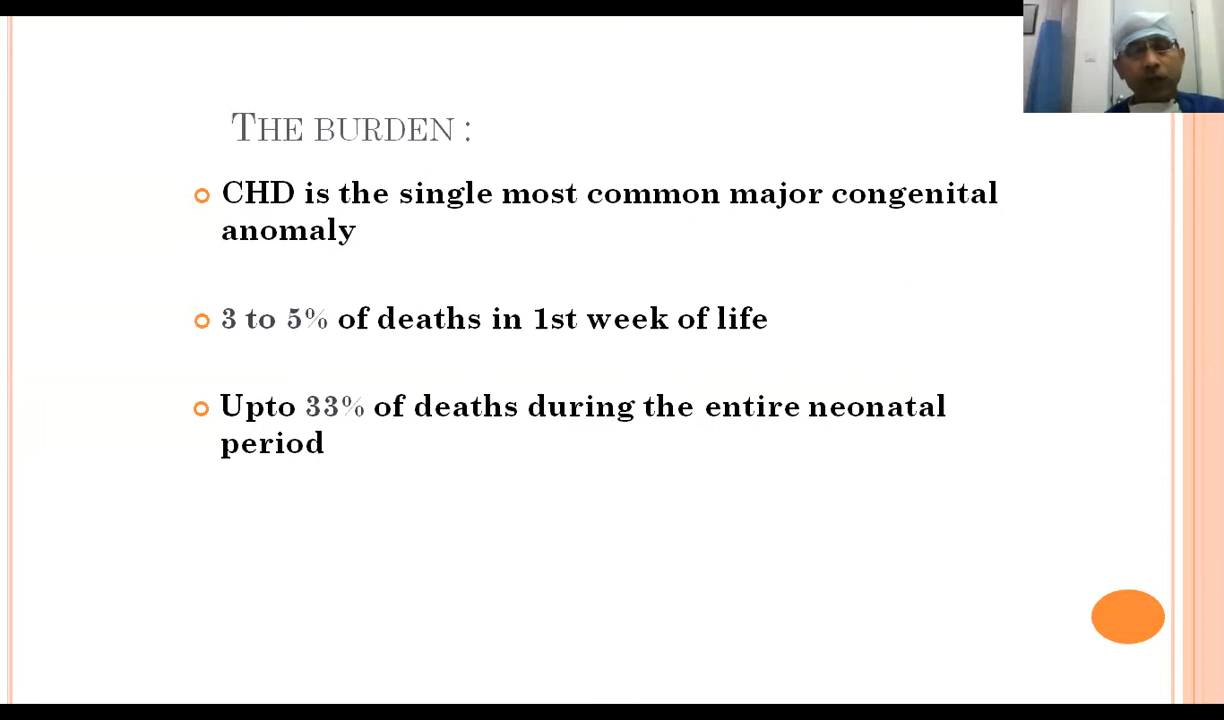 THE BURDEN :
CHD is the single most common major congenital
anomaly
3 to 5% of deaths in 1st week of life
Upto 33% of deaths during the entire neonatal
period